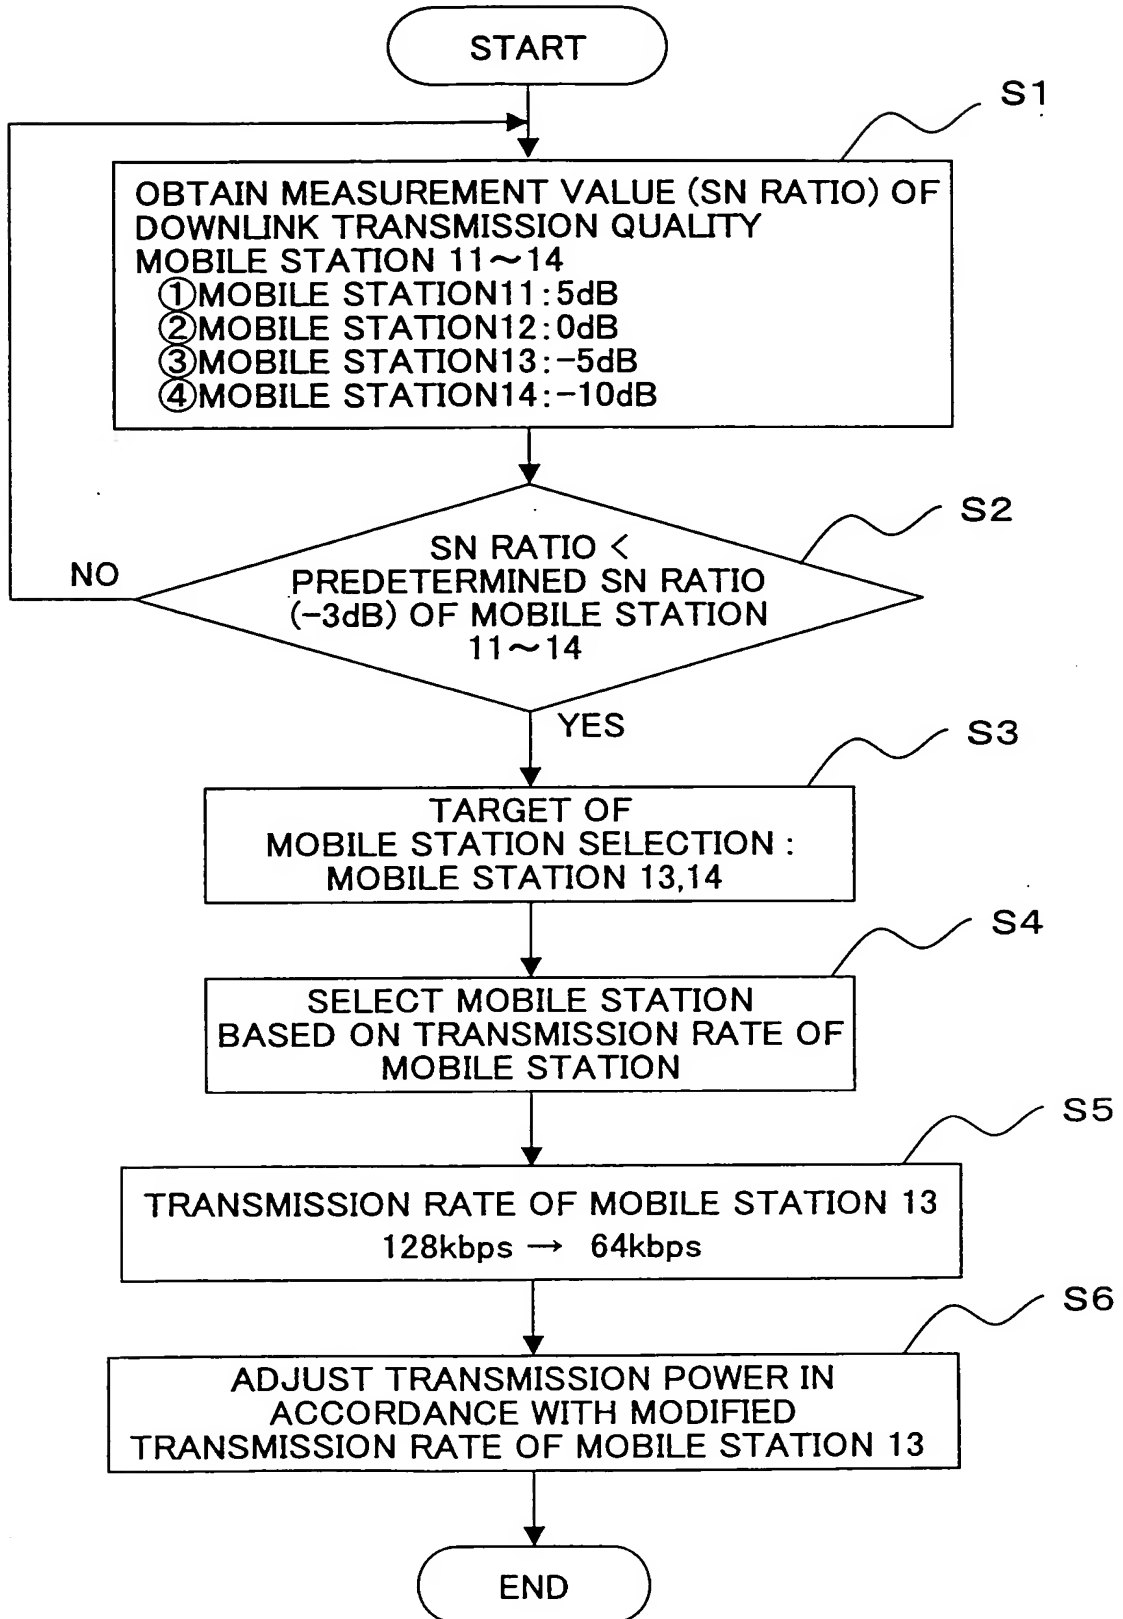 START
S1
OBTAIN MEASUREMENT VALUE (SN RATIO) OF
DOWNLINK TRANSMISSION QUALITY
MOBILE STATION 11～14
①MOBILE STATION11:5dB
②MOBILE STATION12:0dB
③MOBILE STATION13:-5dB
④MOBILE STATION14:-10dB
S2
SN RATIO <
PREDETERMINED SN RATIO
(-3dB) OF MOBILE STATION
11～14
NO
YES
S3
TARGET OF
MOBILE STATION SELECTION :
MOBILE STATION 13,14
S4
SELECT MOBILE STATION
BASED ON TRANSMISSION RATE OF
MOBILE STATION
S5
TRANSMISSION RATE OF MOBILE STATION 13
128kbps → 64kbps
S6
ADJUST TRANSMISSION POWER IN
ACCORDANCE WITH MODIFIED
TRANSMISSION RATE OF MOBILE STATION 13
END